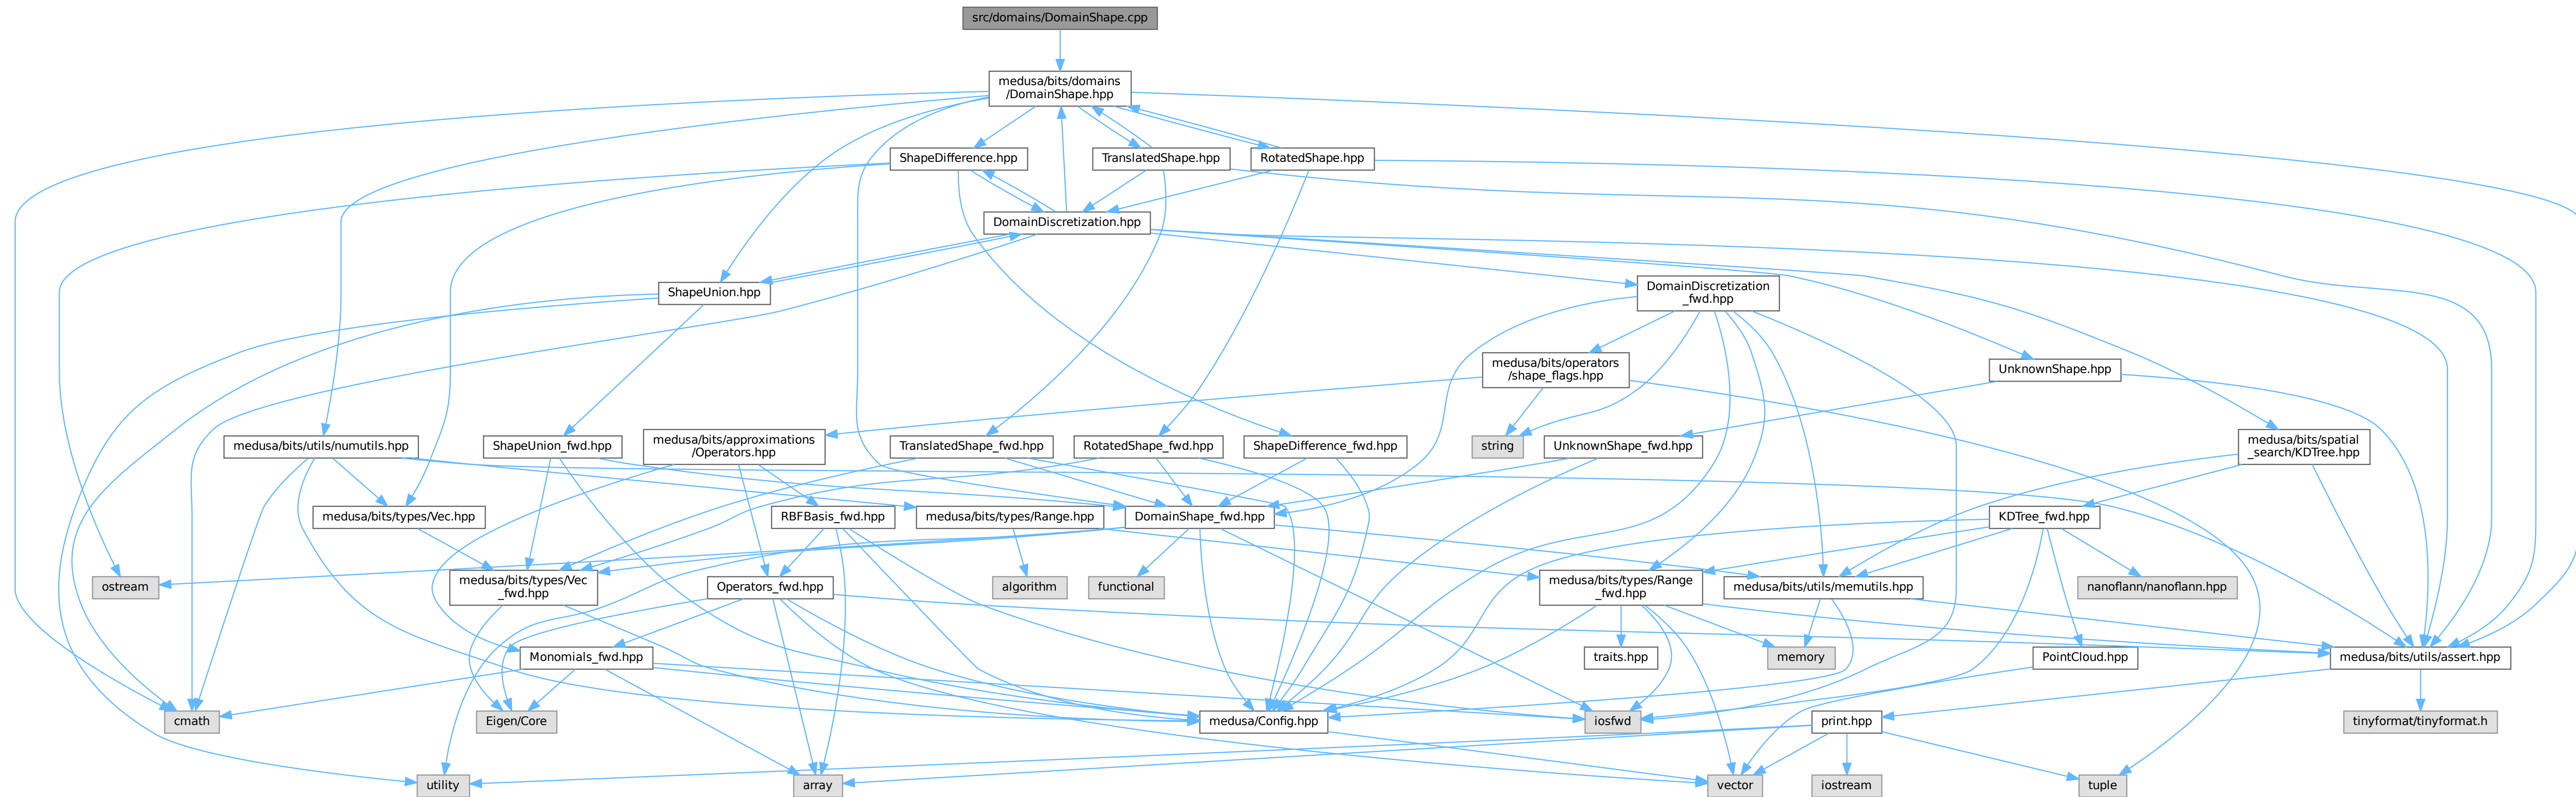 src/domains/DomainShape.cpp
medusa/bits/domains
/DomainShape.hpp
ShapeDifference.hpp
TranslatedShape.hpp
RotatedShape.hpp
DomainDiscretization.hpp
ShapeUnion.hpp
DomainDiscretization
_fwd.hpp
medusa/bits/operators
/shape_flags.hpp
UnknownShape.hpp
medusa/bits/utils/numutils.hpp
ShapeUnion_fwd.hpp
medusa/bits/approximations
/Operators.hpp
TranslatedShape_fwd.hpp
RotatedShape_fwd.hpp
ShapeDifference_fwd.hpp
string
UnknownShape_fwd.hpp
medusa/bits/spatial
_search/KDTree.hpp
medusa/bits/types/Vec.hpp
RBFBasis_fwd.hpp
medusa/bits/types/Range.hpp
DomainShape_fwd.hpp
KDTree_fwd.hpp
ostream
medusa/bits/types/Vec
_fwd.hpp
Operators_fwd.hpp
algorithm
functional
medusa/bits/types/Range
_fwd.hpp
medusa/bits/utils/memutils.hpp
nanoflann/nanoflann.hpp
Monomials_fwd.hpp
traits.hpp
memory
PointCloud.hpp
medusa/bits/utils/assert.hpp
cmath
Eigen/Core
medusa/Config.hpp
iosfwd
print.hpp
tinyformat/tinyformat.h
utility
array
vector
iostream
tuple